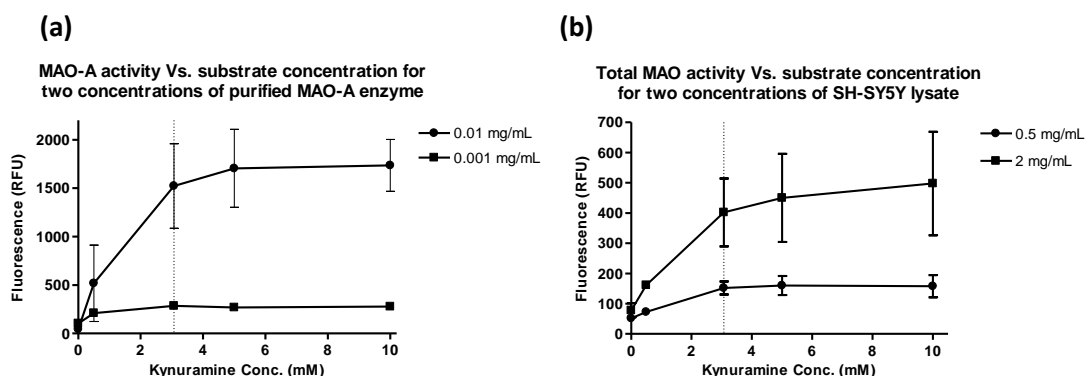 (a)
MAO-A activity Vs. substrate concentration for
two concentrations of purified MAO-A enzyme
2000
1500
1000
500
0
Fluorescence (RFU)
0 2 4 6 8 10
Kynuramine Conc. (mM)
0.01 mg/mL
0.001 mg/mL
(b)
Total MAO activity Vs. substrate concentration
for two concentrations of SH-SY5Y lysate
700
600
500
400
300
200
100
0
Fluorescence (RFU)
0 2 4 6 8 10
Kynuramine Conc. (mM)
0.5 mg/mL
2 mg/mL